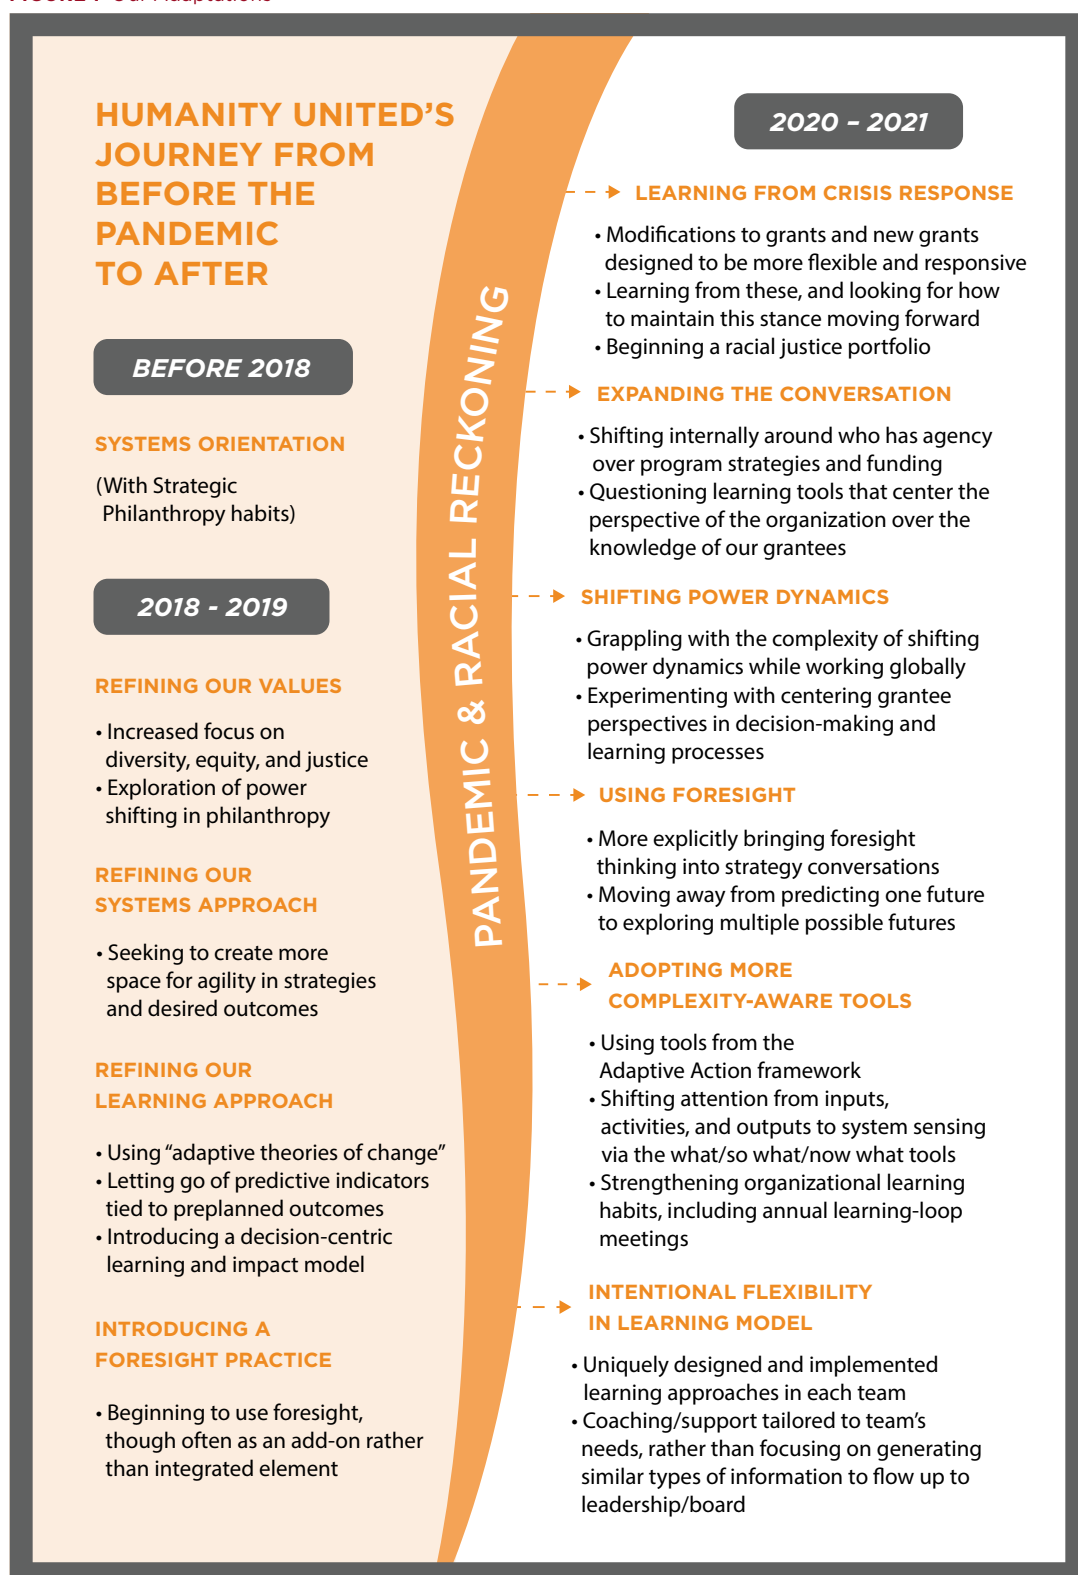 HUMANITY UNITED’S
JOURNEY FROM
BEFORE THE
PANDEMIC
TO AFTER
BEFORE 2018
SYSTEMS ORIENTATION
(With Strategic
Philanthropy habits)
2018 - 2019
REFINING OUR VALUES
• Increased focus on
diversity, equity, and justice
• Exploration of power
shifting in philanthropy
REFINING OUR
SYSTEMS APPROACH
• Seeking to create more
space for agility in strategies
and desired outcomes
REFINING OUR
LEARNING APPROACH
• Using “adaptive theories of change”
• Letting go of predictive indicators
tied to preplanned outcomes
• Introducing a decision-centric
learning and impact model
INTRODUCING A
FORESIGHT PRACTICE
• Beginning to use foresight,
though often as an add-on rather
than integrated element
PANDEMIC & RACIAL RECKONING
2020 – 2021
LEARNING FROM CRISIS RESPONSE
• Modifications to grants and new grants
designed to be more flexible and responsive
• Learning from these, and looking for how
to maintain this stance moving forward
• Beginning a racial justice portfolio
EXPANDING THE CONVERSATION
• Shifting internally around who has agency
over program strategies and funding
• Questioning learning tools that center the
perspective of the organization over the
knowledge of our grantees
SHIFTING POWER DYNAMICS
• Grappling with the complexity of shifting
power dynamics while working globally
• Experimenting with centering grantee
perspectives in decision-making and
learning processes
USING FORESIGHT
• More explicitly bringing foresight
thinking into strategy conversations
• Moving away from predicting one future
to exploring multiple possible futures
ADOPTING MORE
COMPLEXITY-AWARE TOOLS
• Using tools from the
Adaptive Action framework
• Shifting attention from inputs,
activities, and outputs to system sensing
via the what/so what/now what tools
• Strengthening organizational learning
habits, including annual learning-loop
meetings
INTENTIONAL FLEXIBILITY
IN LEARNING MODEL
• Uniquely designed and implemented
learning approaches in each team
• Coaching/support tailored to team’s
needs, rather than focusing on generating
similar types of information to flow up to
leadership/board